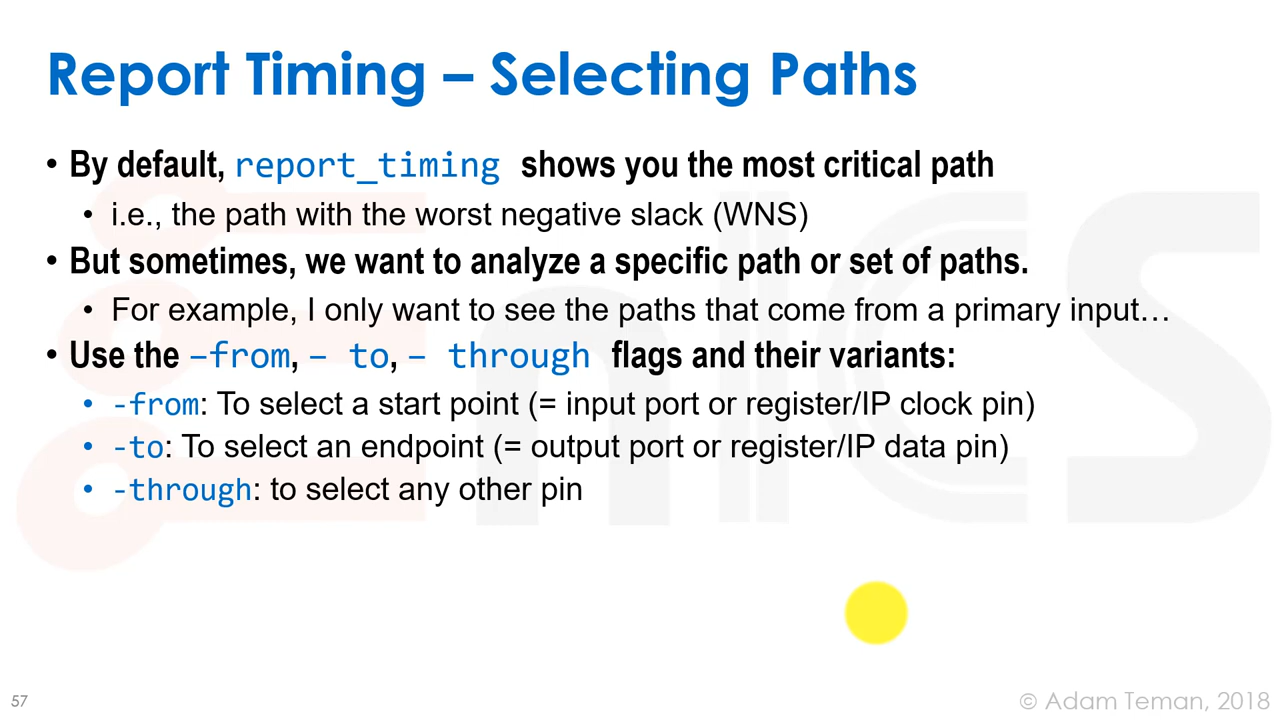 Report Timing – Selecting Paths
• By default, report_timing shows you the most critical path
• i.e., the path with the worst negative slack (WNS)
• But sometimes, we want to analyze a specific path or set of paths.
• For example, I only want to see the paths that come from a primary input…
• Use the –from, – to, – through flags and their variants:
• -from: To select a start point (= input port or register/IP clock pin)
• -to: To select an endpoint (= output port or register/IP data pin)
• -through: to select any other pin
nICS
57
© Adam Teman, 2018